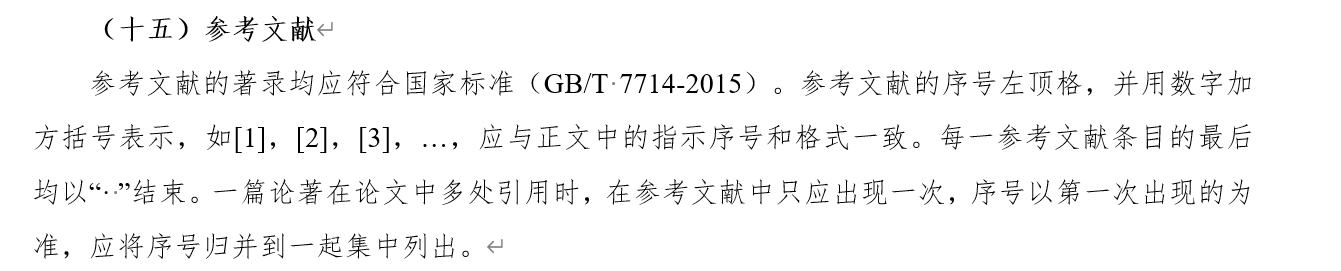 （十五）参考文献
参考文献的著录均应符合国家标准（GB/T 7714-2015）。参考文献的序号左顶格，并用数字加
方括号表示，如[1]，[2]，[3]，…，应与正文中的指示序号和格式一致。每一参考文献条目的最后
均以“. ”结束。一篇论著在论文中多处引用时，在参考文献中只应出现一次，序号以第一次出现的为
准，应将序号归并到一起集中列出。